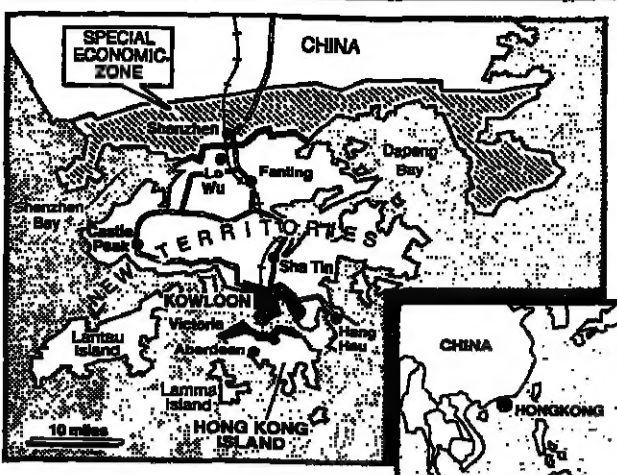 SPECIAL
ECONOMIC
ZONE
CHINA
Shenzhen
Lo
Wu
Fanting
Dapeng
Bay
Shenzhen
Bay
Castle
Peak
NEW TERRITORIES
Sha Tin
KOWLOON
Victoria
Hang
Hau
Lantau
Island
Aberdeen
Lamma
Island
HONG KONG
ISLAND
10 miles
CHINA
HONGKONG